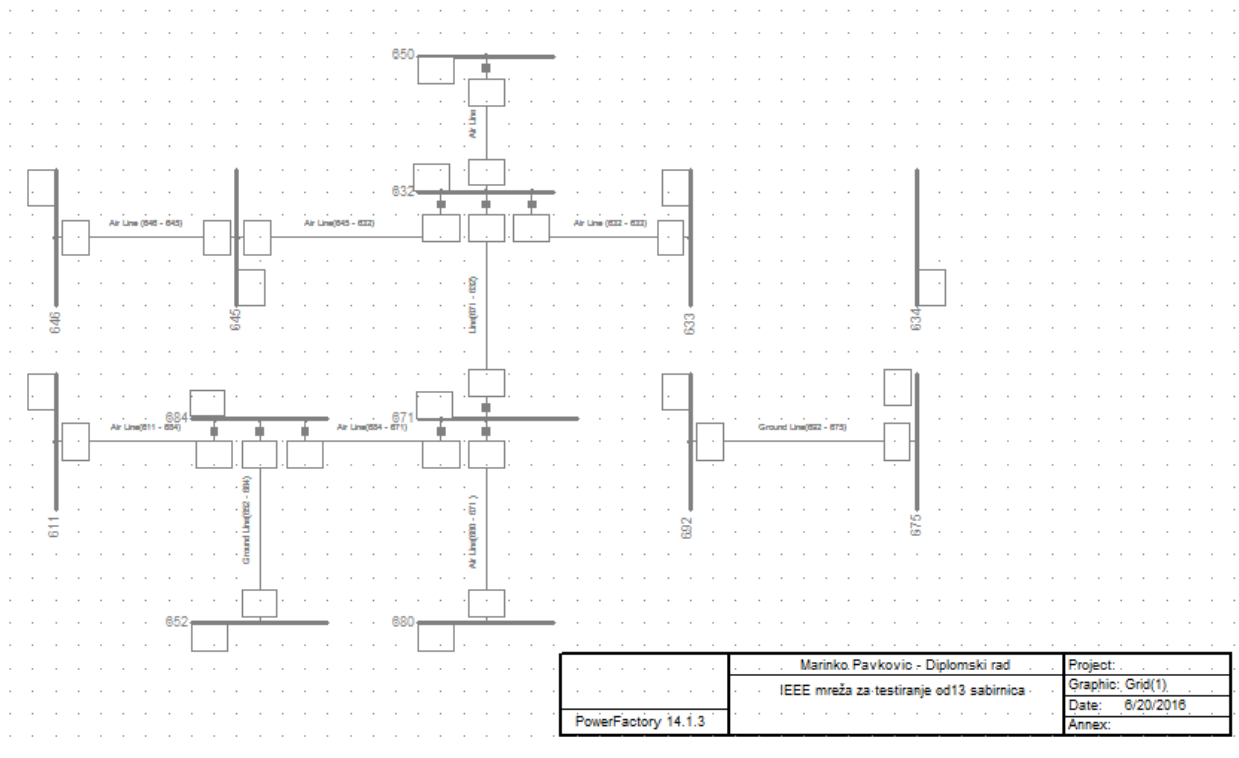 650
Air Line
632
Air Line (646 - 645)
Air Line(645 - 632)
Air Line (632 - 633)
Line(671 - 632)
646
645
633
634
684
671
Air Line(611 - 684)
Air Line(684 - 671)
Ground Line(692 - 675)
Ground Line(652 - 684)
Air Line(680 - 671 )
611
692
675
652
680
Marinko Pavkovic - Diplomski rad
Project:
IEEE mreža za testiranje od13 sabirnica
Graphic: Grid(1)
Date: 6/20/2016
PowerFactory 14.1.3
Annex: